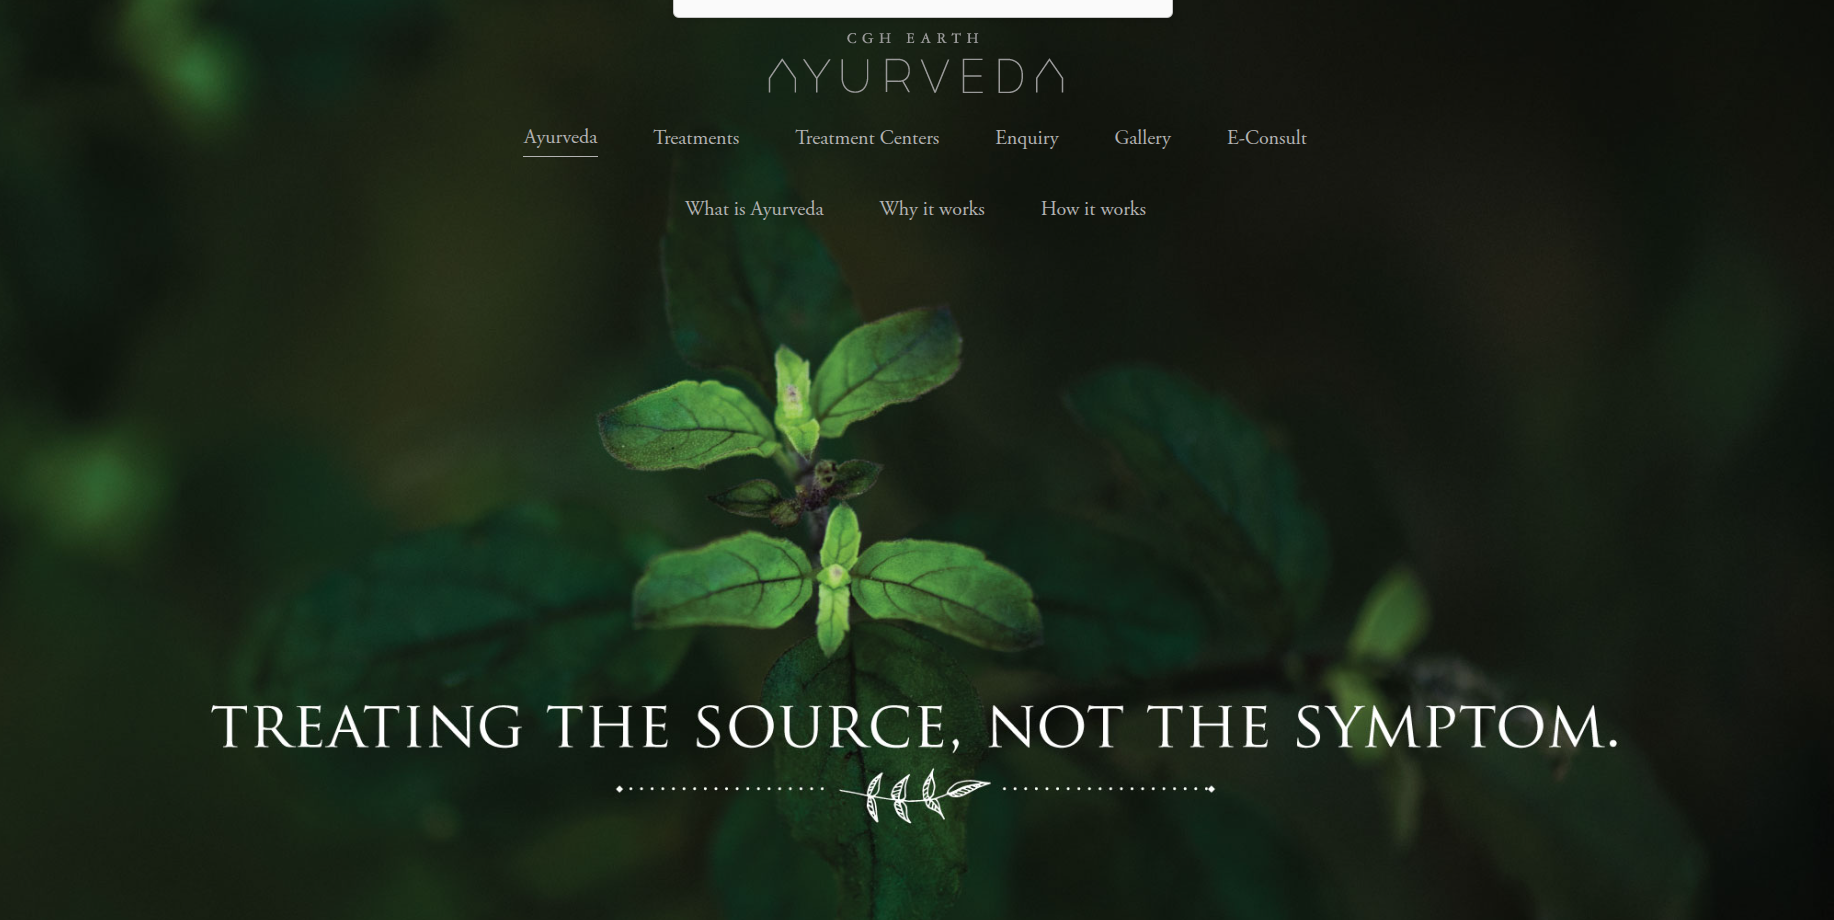 CGH EARTH
AYURVEDA
Ayurveda Treatments Treatment Centers Enquiry Gallery E-Consult
What is Ayurveda Why it works How it works
TREATING THE SOURCE, NOT THE SYMPTOM.